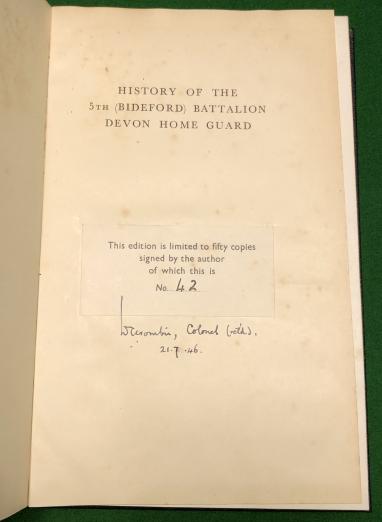 HISTORY OF THE
5TH (BIDEFORD) BATTALION
DEVON HOME GUARD
This edition is limited to fifty copies
signed by the author
of which this is
No. 42
Colonel (retd).
21.7.46.